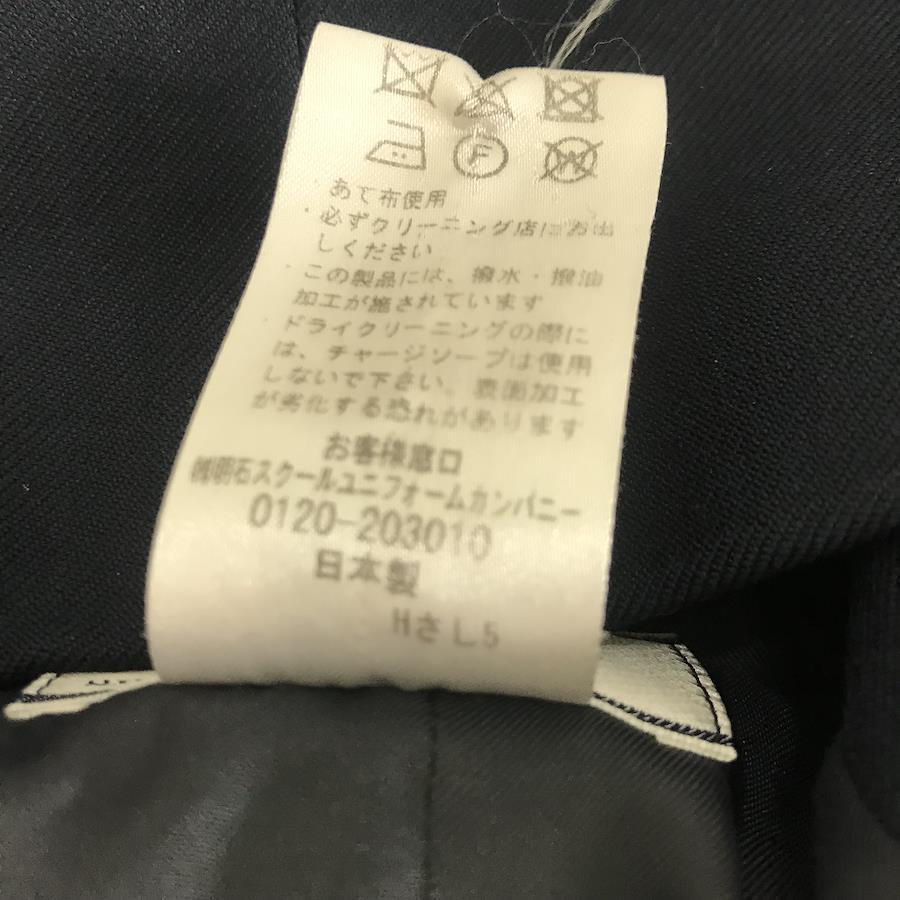 F
W
あて布使用
・必ずクリーニング店にお出
しください
・この製品には、撥水・撥油
加工が施されています
ドライクリーニングの際に
は、チャージソープは使用
しないで下さい。表面加工
が劣化する恐れがあります
お客様窓口
㈱明石スクールユニフォームカンパニー
0120-203010
日本製
HさL5